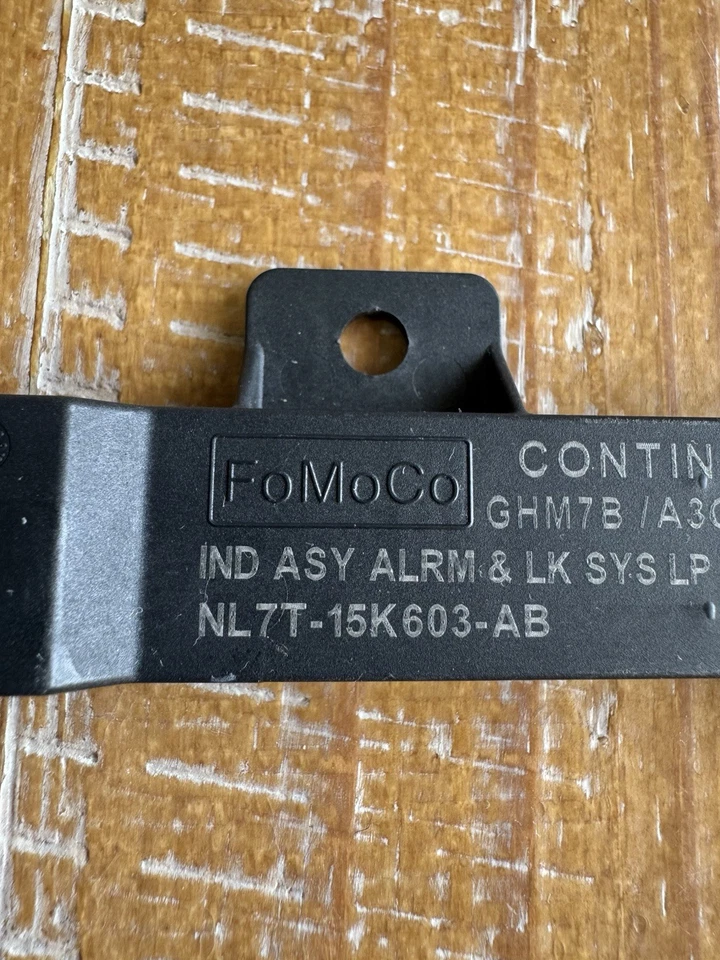 FoMoCo
CONTIN
GHM7B /A3
IND ASY ALRM & LK SYS LP
NL7T-15K603-AB